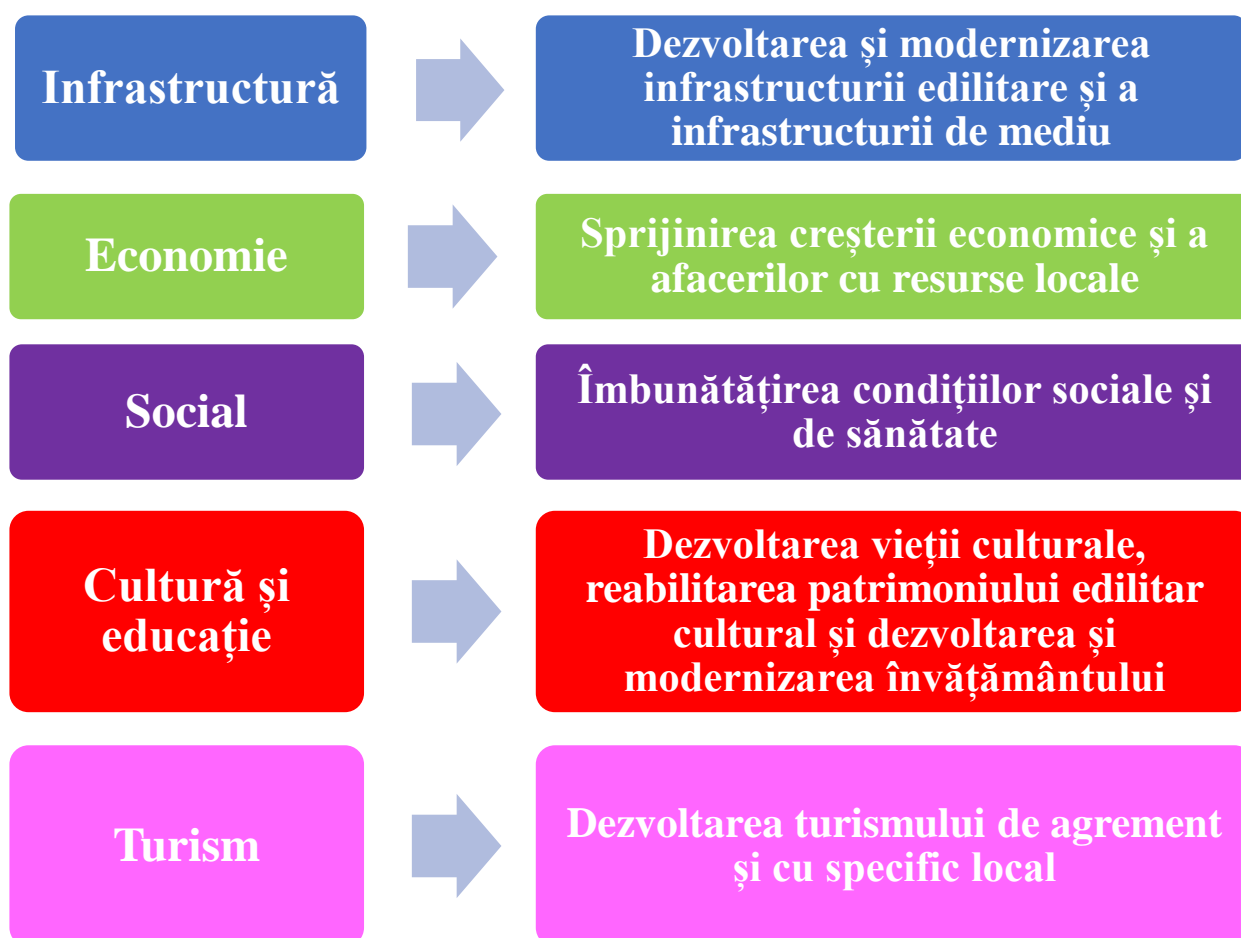 Infrastructură
Dezvoltarea și modernizarea
infrastructurii edilitare și a
infrastructurii de mediu
Economie
Sprijinirea creșterii economice și a
afacerilor cu resurse locale
Social
Îmbunătățirea condițiilor sociale și
de sănătate
Cultură și
educație
Dezvoltarea vieții culturale,
reabilitarea patrimoniului edilitar
cultural și dezvoltarea și
modernizarea învățământului
Turism
Dezvoltarea turismului de agrement
și cu specific local